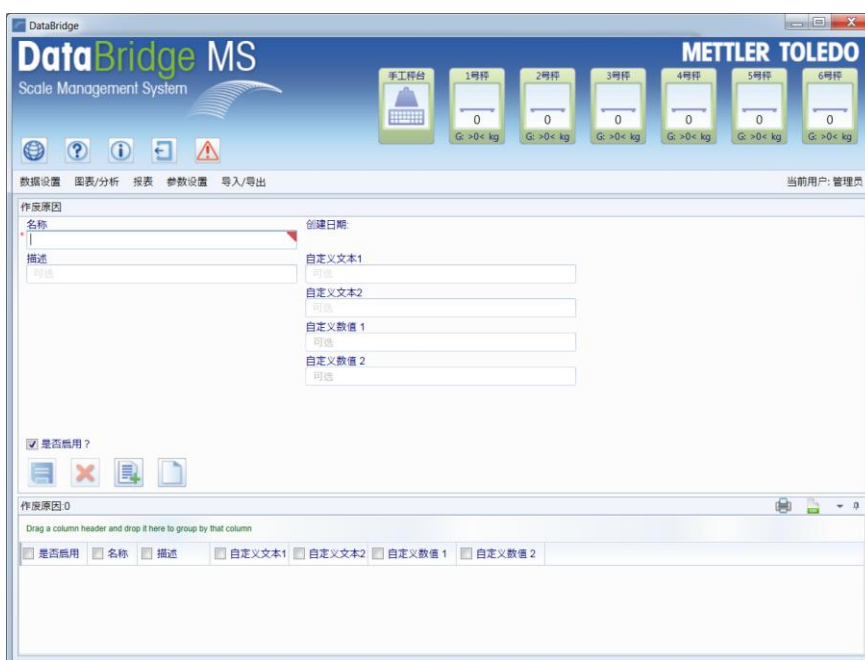 DataBridge
DataBridge MS
METTLER TOLEDO
Scale Management System
手工秤台 1号秤 2号秤 3号秤 4号秤 5号秤 6号秤
0 0 0 0 0 0
G: >0< kg G: >0< kg G: >0< kg G: >0< kg G: >0< kg G: >0< kg
数据设置 图表/分析 报表 参数设置 导入/导出 当前用户: 管理员
作废原因
名称 创建日期:
*
描述 自定义文本1
可选 可选
自定义文本2
可选
自定义数值 1
可选
自定义数值 2
可选
是否启用？
作废原因:0
Drag a column header and drop it here to group by that column
是否启用 名称 描述 自定义文本1 自定义文本2 自定义数值 1 自定义数值 2